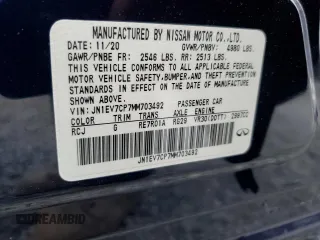 MANUFACTURED BY NISSAN MOTOR CO.,LTD.
DATE: 11/20 GVWR/PNBV: 4980 LBS.
GAWR/PNBE FR: 2546 LBS. RR: 2513 LBS.
THIS VEHICLE CONFORMS TO ALL APPLICABLE FEDERAL
MOTOR VEHICLE SAFETY, BUMPER, AND THEFT PREVENTION
STANDARDS IN EFFECT ON THE DATE OF MANUFACTURE
SHOWN ABOVE.
VIN: JN1EV7CP7MM703492 PASSENGER CAR
COLOR TRIM TRANS AXLE ENGINE
RCJ G RE7R01A RG29 VR30(DDTT) 2997CC
JN1EV7CP7MM703492